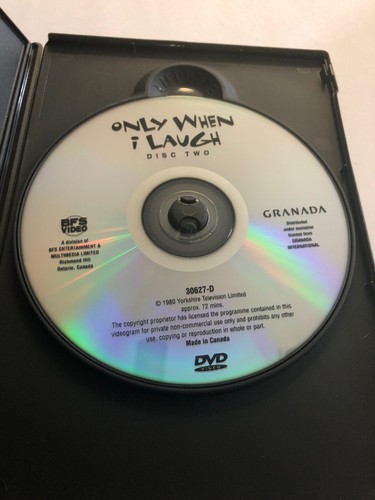 ONLY WHEN
i LAUGH
DISC TWO
BFS
VIDEO
A division of
BFS ENTERTAINMENT &
MULTIMEDIA LIMITED
Richmond Hill
Ontario, Canada
GRANADA
Distributed
under exclusive
license from
GRANADA
INTERNATIONAL
30627-D
© 1980 Yorkshire Television Limited
approx. 72 mins.
The copyright proprietor has licensed the programme contained in this
videogram for private non-commercial use only and prohibits any other
use, copying or reproduction in whole or part.
Made in Canada
DVD
VIDEO